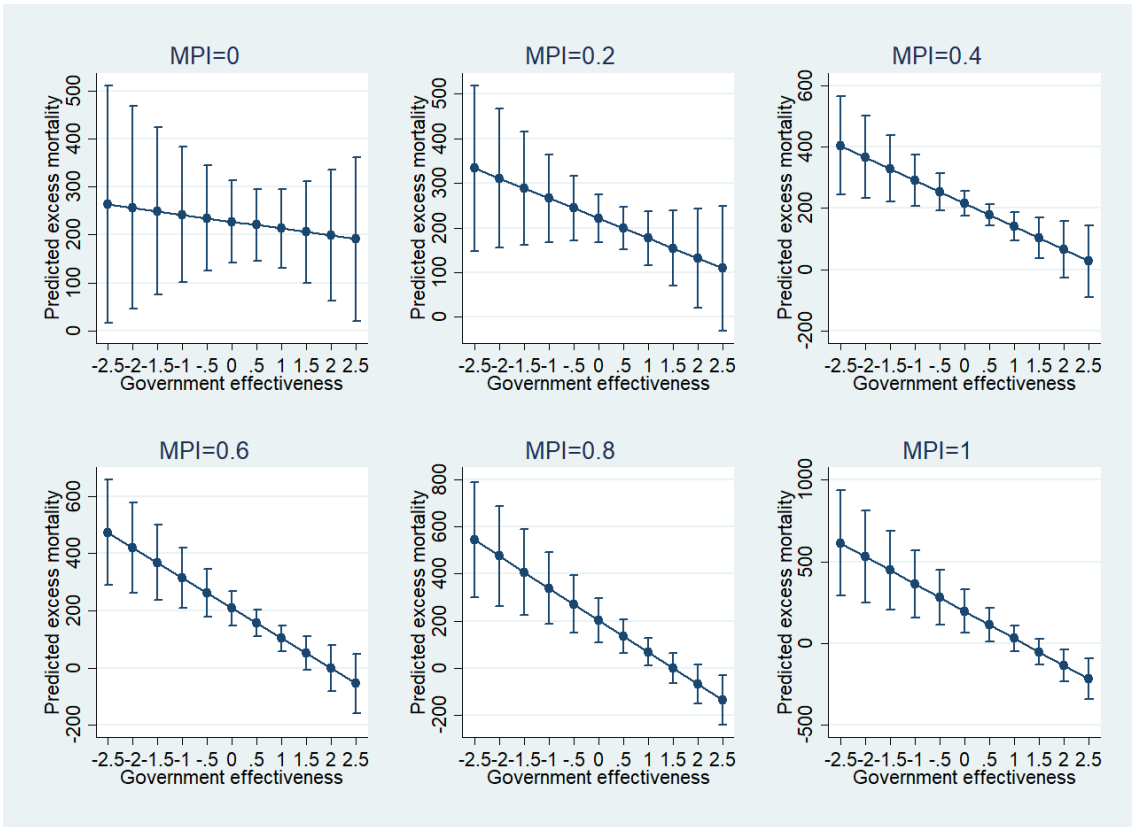 MPI=0
Predicted excess mortality
0 100 200 300 400 500
-2.5 -2 -1.5 -1 -.5 0 .5 1 1.5 2 2.5
Government effectiveness
MPI=0.2
Predicted excess mortality
0 100 200 300 400 500
-2.5 -2 -1.5 -1 -.5 0 .5 1 1.5 2 2.5
Government effectiveness
MPI=0.4
Predicted excess mortality
-200 0 200 400 600
-2.5 -2 -1.5 -1 -.5 0 .5 1 1.5 2 2.5
Government effectiveness
MPI=0.6
Predicted excess mortality
-200 0 200 400 600
-2.5 -2 -1.5 -1 -.5 0 .5 1 1.5 2 2.5
Government effectiveness
MPI=0.8
Predicted excess mortality
-200 0 200 400 600 800
-2.5 -2 -1.5 -1 -.5 0 .5 1 1.5 2 2.5
Government effectiveness
MPI=1
Predicted excess mortality
-500 0 500 1000
-2.5 -2 -1.5 -1 -.5 0 .5 1 1.5 2 2.5
Government effectiveness